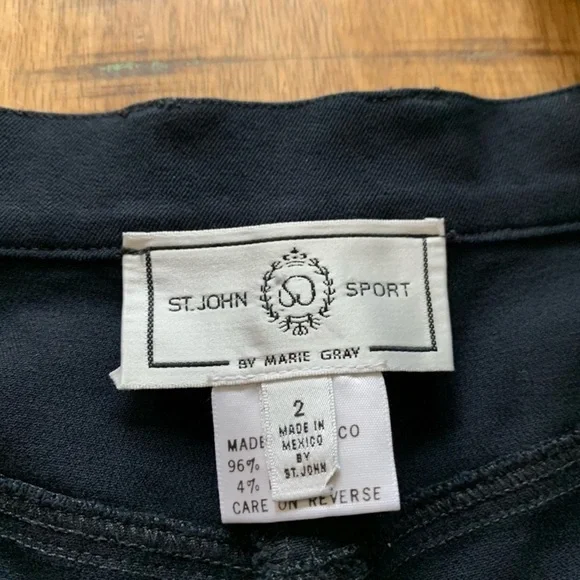 ST. JOHN SPORT
BY MARIE GRAY
2
MADE IN
MEXICO
BY
ST. JOHN
MADE CO
96%
4%
CARE ON REVERSE